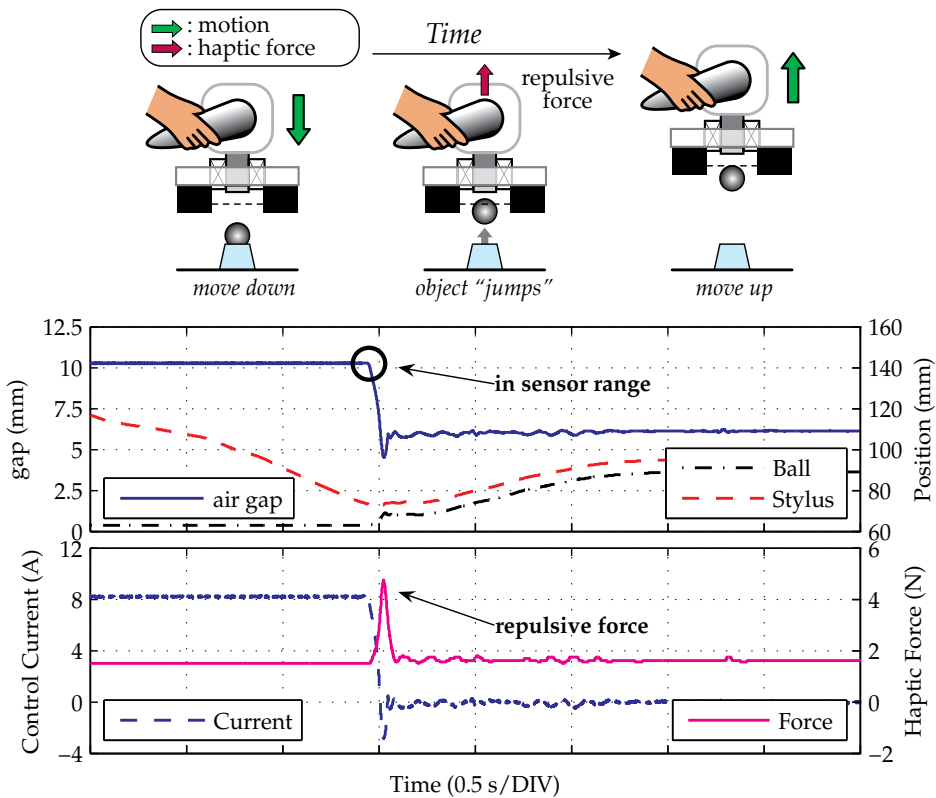 : motion
: haptic force
Time
repulsive
force
move down
object “jumps”
move up
12.5
10
7.5
5
2.5
0
gap (mm)
160
140
120
100
80
60
Position (mm)
in sensor range
air gap
Ball
Stylus
12
8
4
0
−4
Control Current (A)
6
4
2
0
−2
Haptic Force (N)
repulsive force
Current
Force
Time (0.5 s/DIV)